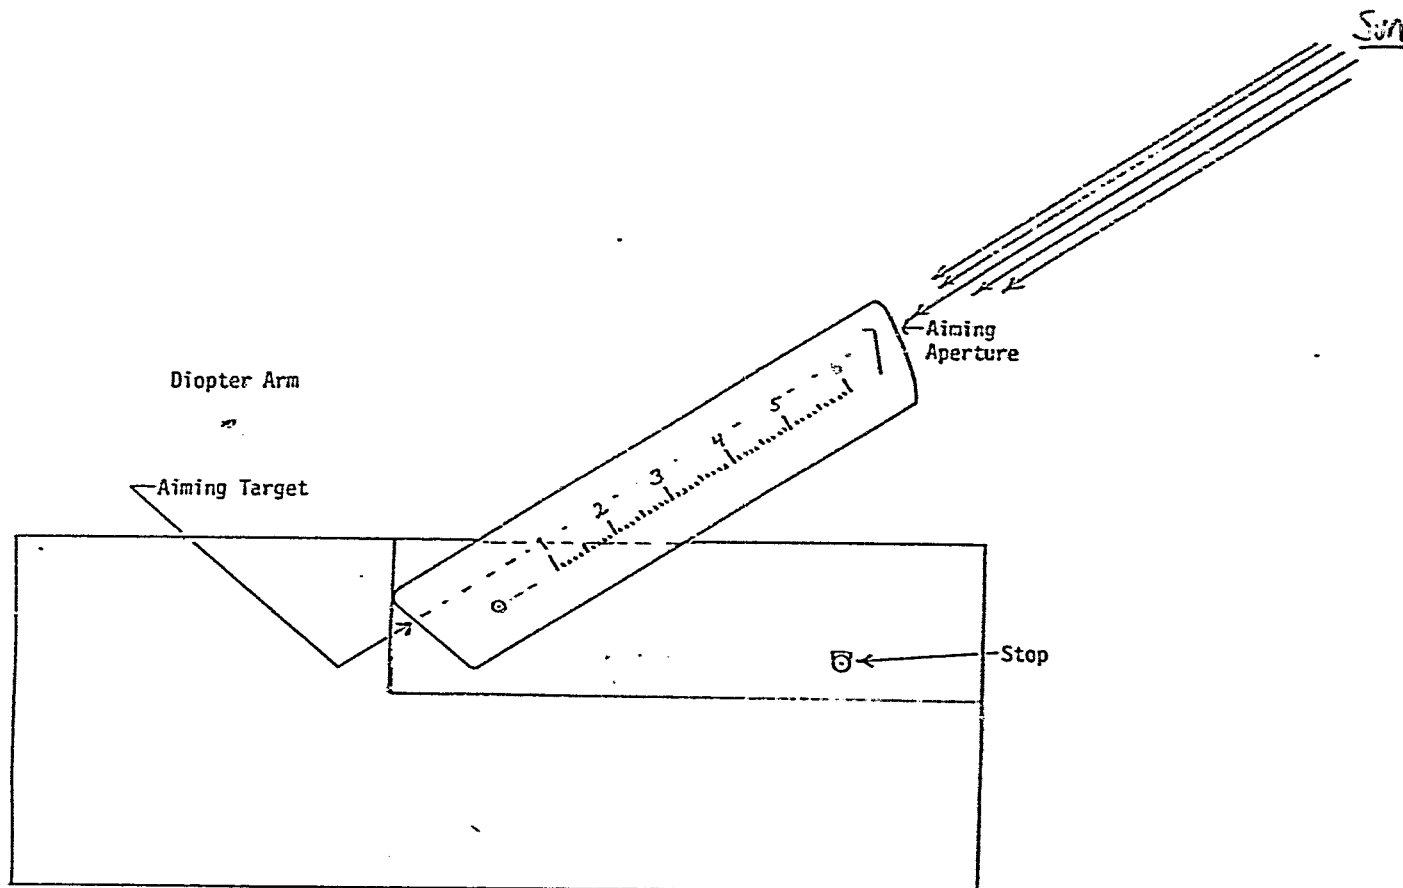 Sun
Aiming
Aperture
Diopter Arm
Aiming Target
1 2 3 4 5 6
Stop